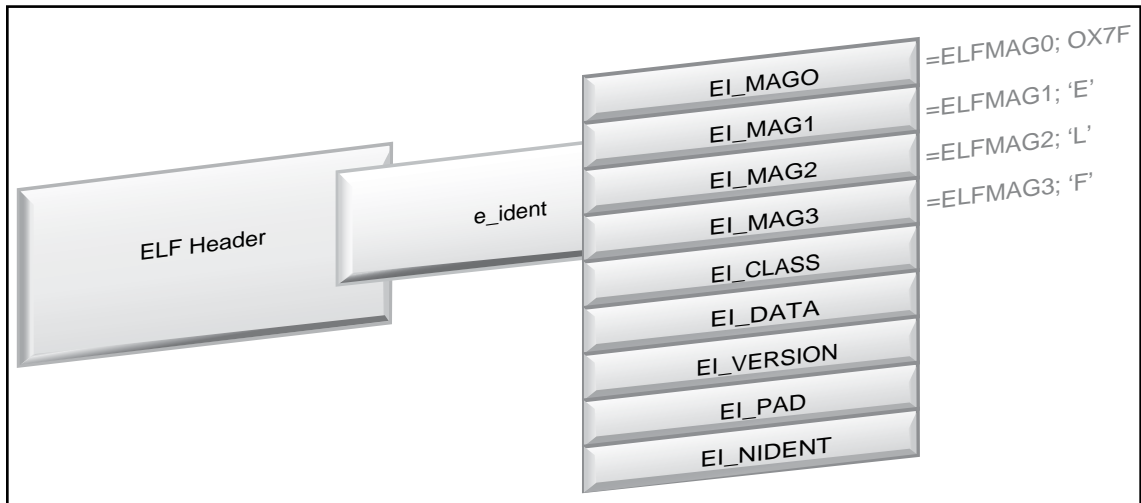 ELF Header
e_ident
EI_MAGO
=ELFMAG0; OX7F
EI_MAG1
=ELFMAG1; ‘E’
EI_MAG2
=ELFMAG2; ‘L’
EI_MAG3
=ELFMAG3; ‘F’
EI_CLASS
EI_DATA
EI_VERSION
EI_PAD
EI_NIDENT